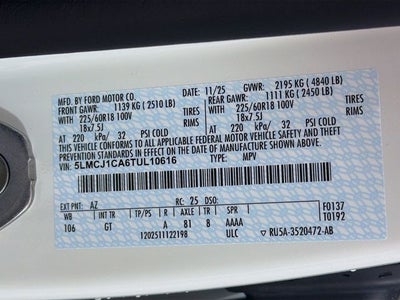 MFD. BY FORD MOTOR CO. 11/25 GVWR: 2195 KG ( 4840 LB)
FRONT GAWR: 1139 KG ( 2510 LB) REAR GAWR: 1111 KG ( 2450 LB)
WITH 225/60R18 100V TIRES WITH 225/60R18 100V TIRES
18x7.5J RIMS 18x7.5J RIMS
AT 220 kPa/ 32 PSI COLD AT 220 kPa/ 32 PSI COLD
THIS VEHICLE CONFORMS TO ALL APPLICABLE FEDERAL MOTOR VEHICLE SAFETY & THEFT
PREVENTION STANDARDS IN EFFECT ON THE DATE OF MANUFACTURE SHOWN ABOVE.
VIN: 5LMCJ1CA6TUL10616 TYPE: MPV
EXT PNT: AZ RC: 25 DSO: F0137
WB INT TR TP/PS R AXLE TR SPR T0192
106 GT A 81 8 AAAA
1202511122198 ULC RU5A-3520472-AB